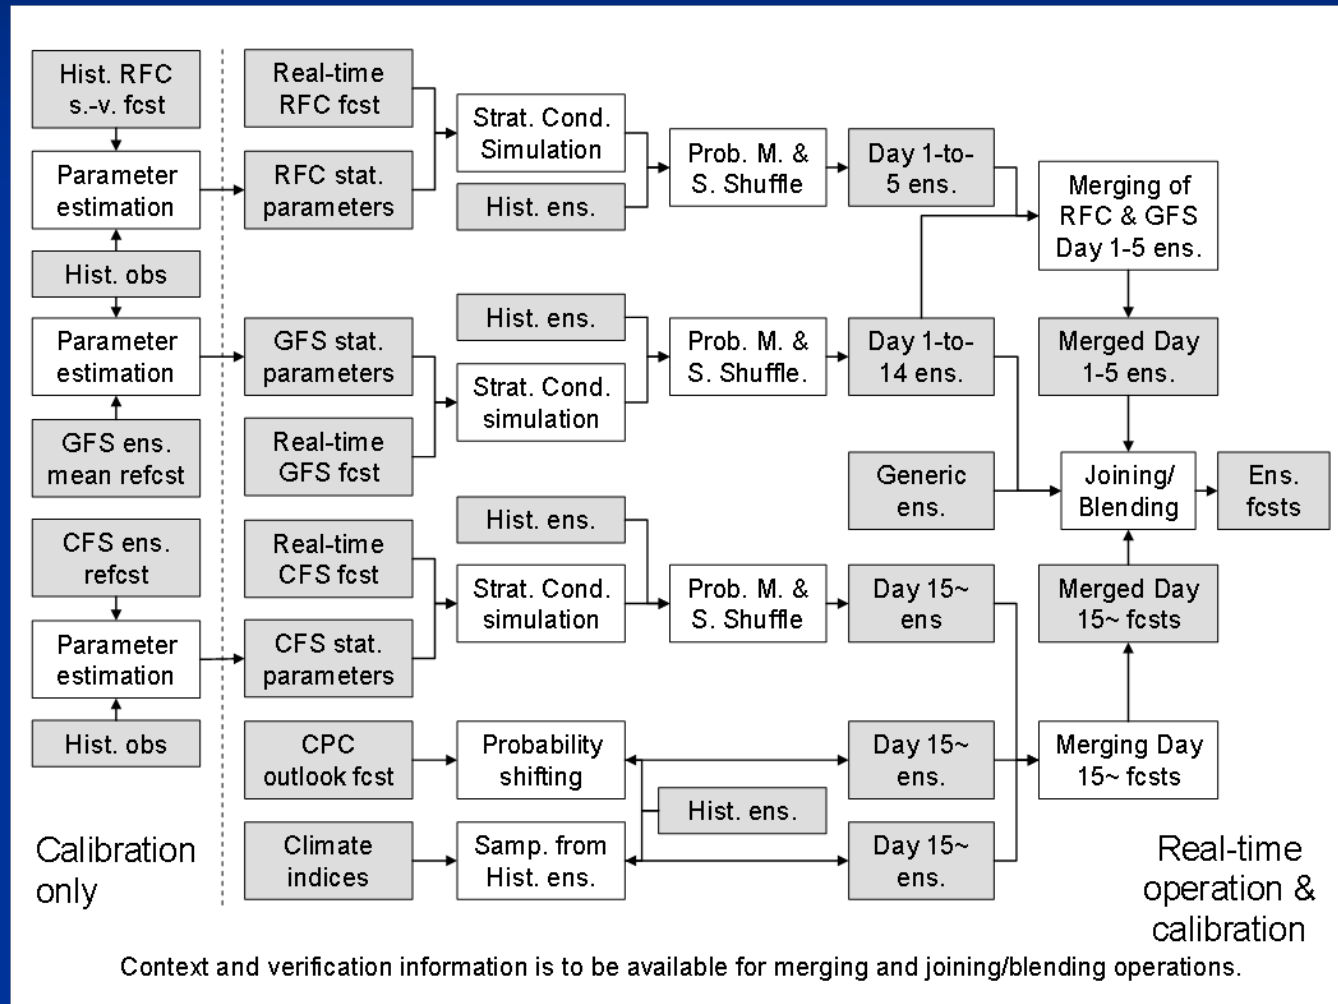 Hist. RFC
s.-v. fcst
Parameter
estimation
Hist. obs
Parameter
estimation
GFS ens.
mean refcst
CFS ens.
refcst
Parameter
estimation
Hist. obs
Calibration
only
Real-time
RFC fcst
RFC stat.
parameters
GFS stat.
parameters
Real-time
GFS fcst
Real-time
CFS fcst
CFS stat.
parameters
CPC
outlook fcst
Climate
indices
Strat. Cond.
Simulation
Hist. ens.
Hist. ens.
Strat. Cond.
simulation
Hist. ens.
Strat. Cond.
simulation
Probability
shifting
Samp. from
Hist. ens.
Prob. M. &
S. Shuffle
Prob. M. &
S. Shuffle.
Prob. M. &
S. Shuffle
Hist. ens.
Day 1-to-
5 ens.
Day 1-to-
14 ens.
Generic
ens.
Day 15~
ens
Day 15~
ens.
Day 15~
ens.
Merging of
RFC & GFS
Day 1-5 ens.
Merged Day
1-5 ens.
Joining/
Blending
Ens.
fcsts
Merged Day
15~ fcsts
Merging Day
15~ fcsts
Real-time
operation &
calibration
Context and verification information is to be available for merging and joining/blending operations.